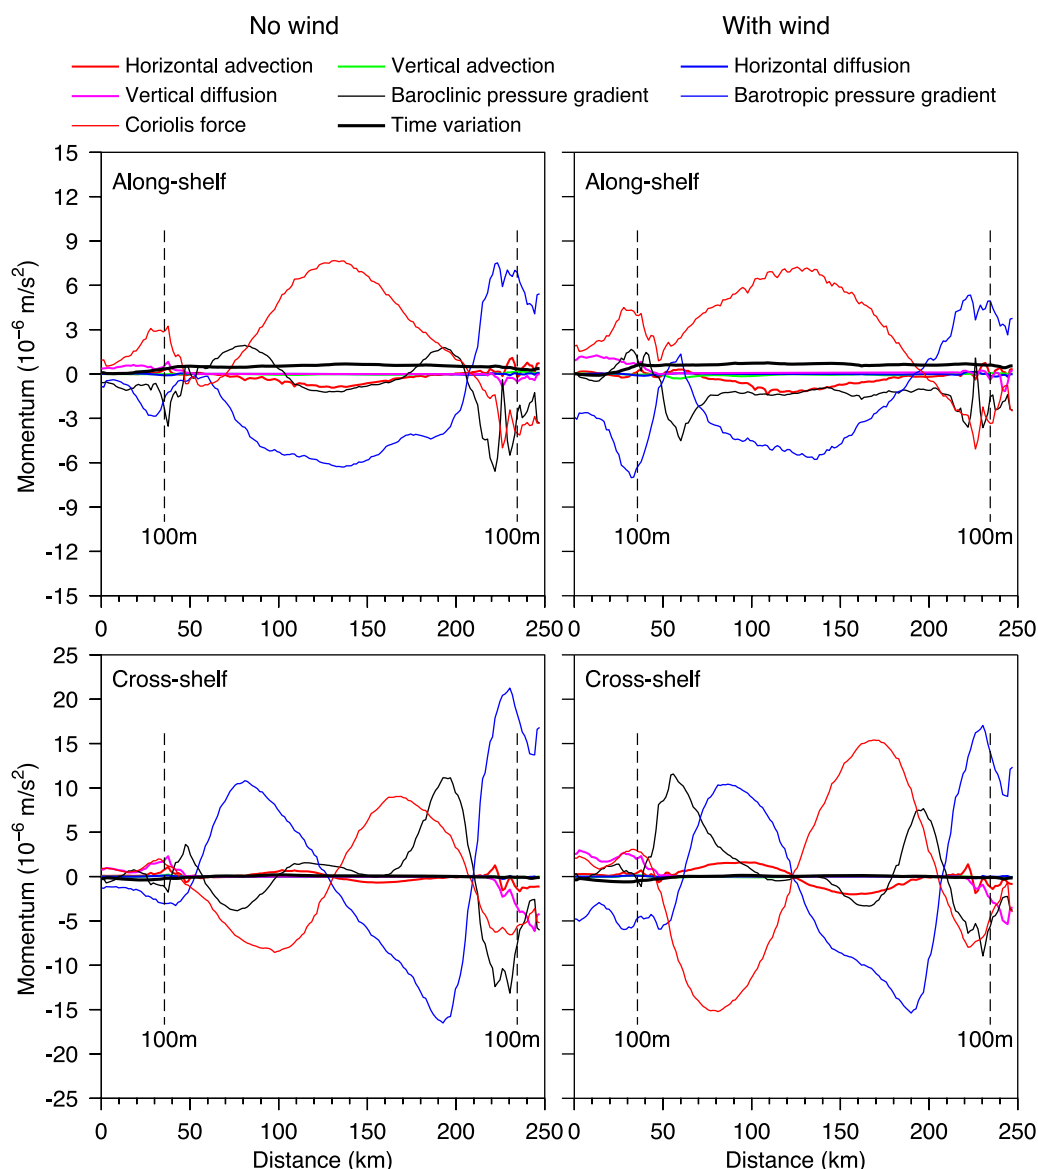 No wind
With wind
Horizontal advection
Vertical advection
Horizontal diffusion
Vertical diffusion
Baroclinic pressure gradient
Barotropic pressure gradient
Coriolis force
Time variation
Along-shelf
Along-shelf
15
12
9
6
3
0
-3
-6
-9
-12
-15
Momentum (10⁻⁶ m/s²)
100m
100m
100m
100m
0 50 100 150 200 250
0 50 100 150 200 250
Cross-shelf
Cross-shelf
25
20
15
10
5
0
-5
-10
-15
-20
-25
Momentum (10⁻⁶ m/s²)
100m
100m
100m
100m
0 50 100 150 200 250
0 50 100 150 200 250
Distance (km)
Distance (km)